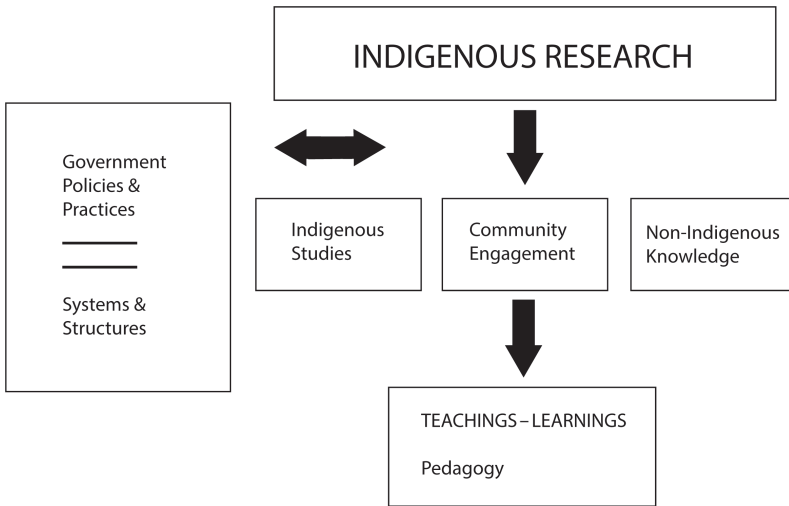 INDIGENOUS RESEARCH
Government
Policies &
Practices
Systems &
Structures
Indigenous
Studies
Community
Engagement
Non-Indigenous
Knowledge
TEACHINGS – LEARNINGS
Pedagogy